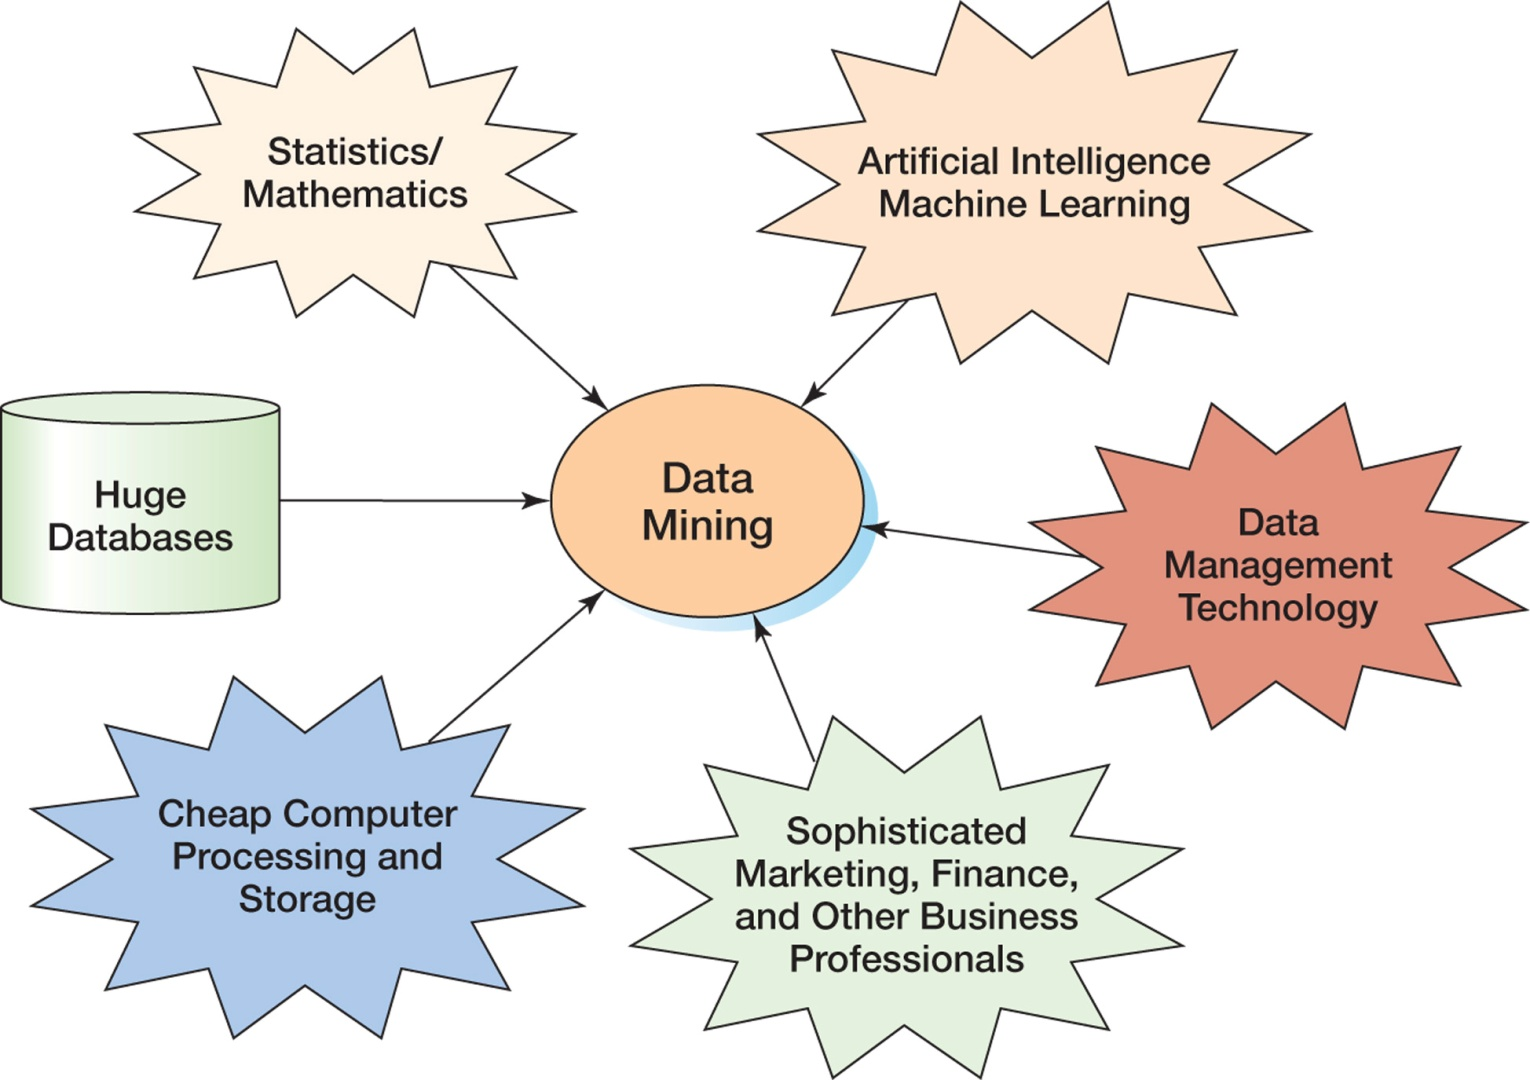 Statistics/
Mathematics
Artificial Intelligence
Machine Learning
Huge
Databases
Data
Mining
Data
Management
Technology
Cheap Computer
Processing and
Storage
Sophisticated
Marketing, Finance,
and Other Business
Professionals